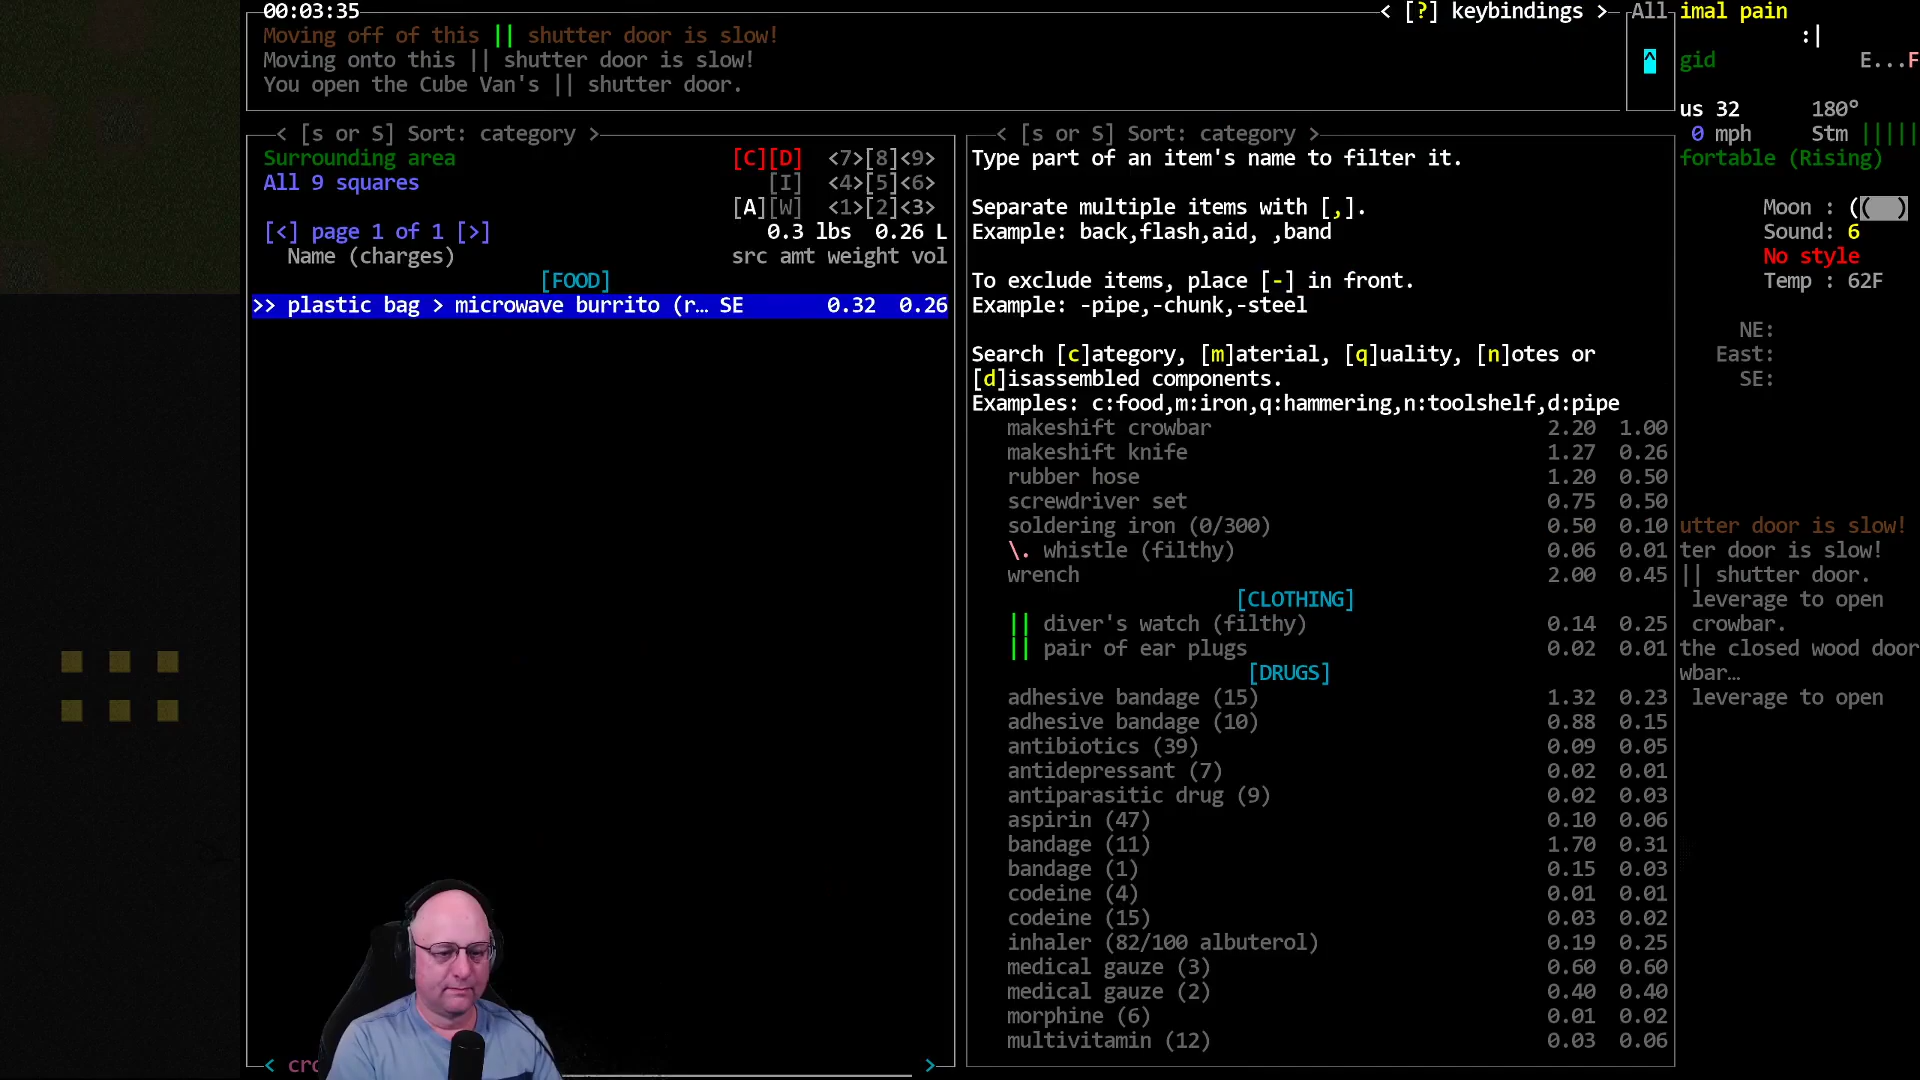 00:03:35
< [?] keybindings >
All
imal pain
Moving off of this || shutter door is slow!
:|
Moving onto this || shutter door is slow!
^
gid E...F
You open the Cube Van's || shutter door.
us 32 180°
0 mph Stm |||||
< [s or S] Sort: category >
< [s or S] Sort: category >
fortable (Rising)
Surrounding area [C][D] <7>[8]<9>
All 9 squares [I] <4>[5]<6>
[A][W] <1>[2]<3>
[<] page 1 of 1 [>] 0.3 lbs 0.26 L
Name (charges) src amt weight vol
[FOOD]
>> plastic bag > microwave burrito (r… SE 0.32 0.26
Type part of an item's name to filter it.
Separate multiple items with [,].
Example: back,flash,aid, ,band
To exclude items, place [-] in front.
Example: -pipe,-chunk,-steel
Search [c]ategory, [m]aterial, [q]uality, [n]otes or
[d]isassembled components.
Examples: c:food,m:iron,q:hammering,n:toolshelf,d:pipe
makeshift crowbar 2.20 1.00
makeshift knife 1.27 0.26
rubber hose 1.20 0.50
screwdriver set 0.75 0.50
soldering iron (0/300) 0.50 0.10
\. whistle (filthy) 0.06 0.01
wrench 2.00 0.45
[CLOTHING]
|| diver's watch (filthy) 0.14 0.25
|| pair of ear plugs 0.02 0.01
[DRUGS]
adhesive bandage (15) 1.32 0.23
adhesive bandage (10) 0.88 0.15
antibiotics (39) 0.09 0.05
antidepressant (7) 0.02 0.01
antiparasitic drug (9) 0.02 0.03
aspirin (47) 0.10 0.06
bandage (11) 1.70 0.31
bandage (1) 0.15 0.03
codeine (4) 0.01 0.01
codeine (15) 0.03 0.02
inhaler (82/100 albuterol) 0.19 0.25
medical gauze (3) 0.60 0.60
medical gauze (2) 0.40 0.40
morphine (6) 0.01 0.02
multivitamin (12) 0.03 0.06
Moon : (( )
Sound: 6
No style
Temp : 62F
NE:
East:
SE:
utter door is slow!
ter door is slow!
|| shutter door.
leverage to open
crowbar.
the closed wood door
wbar…
leverage to open
< cro >